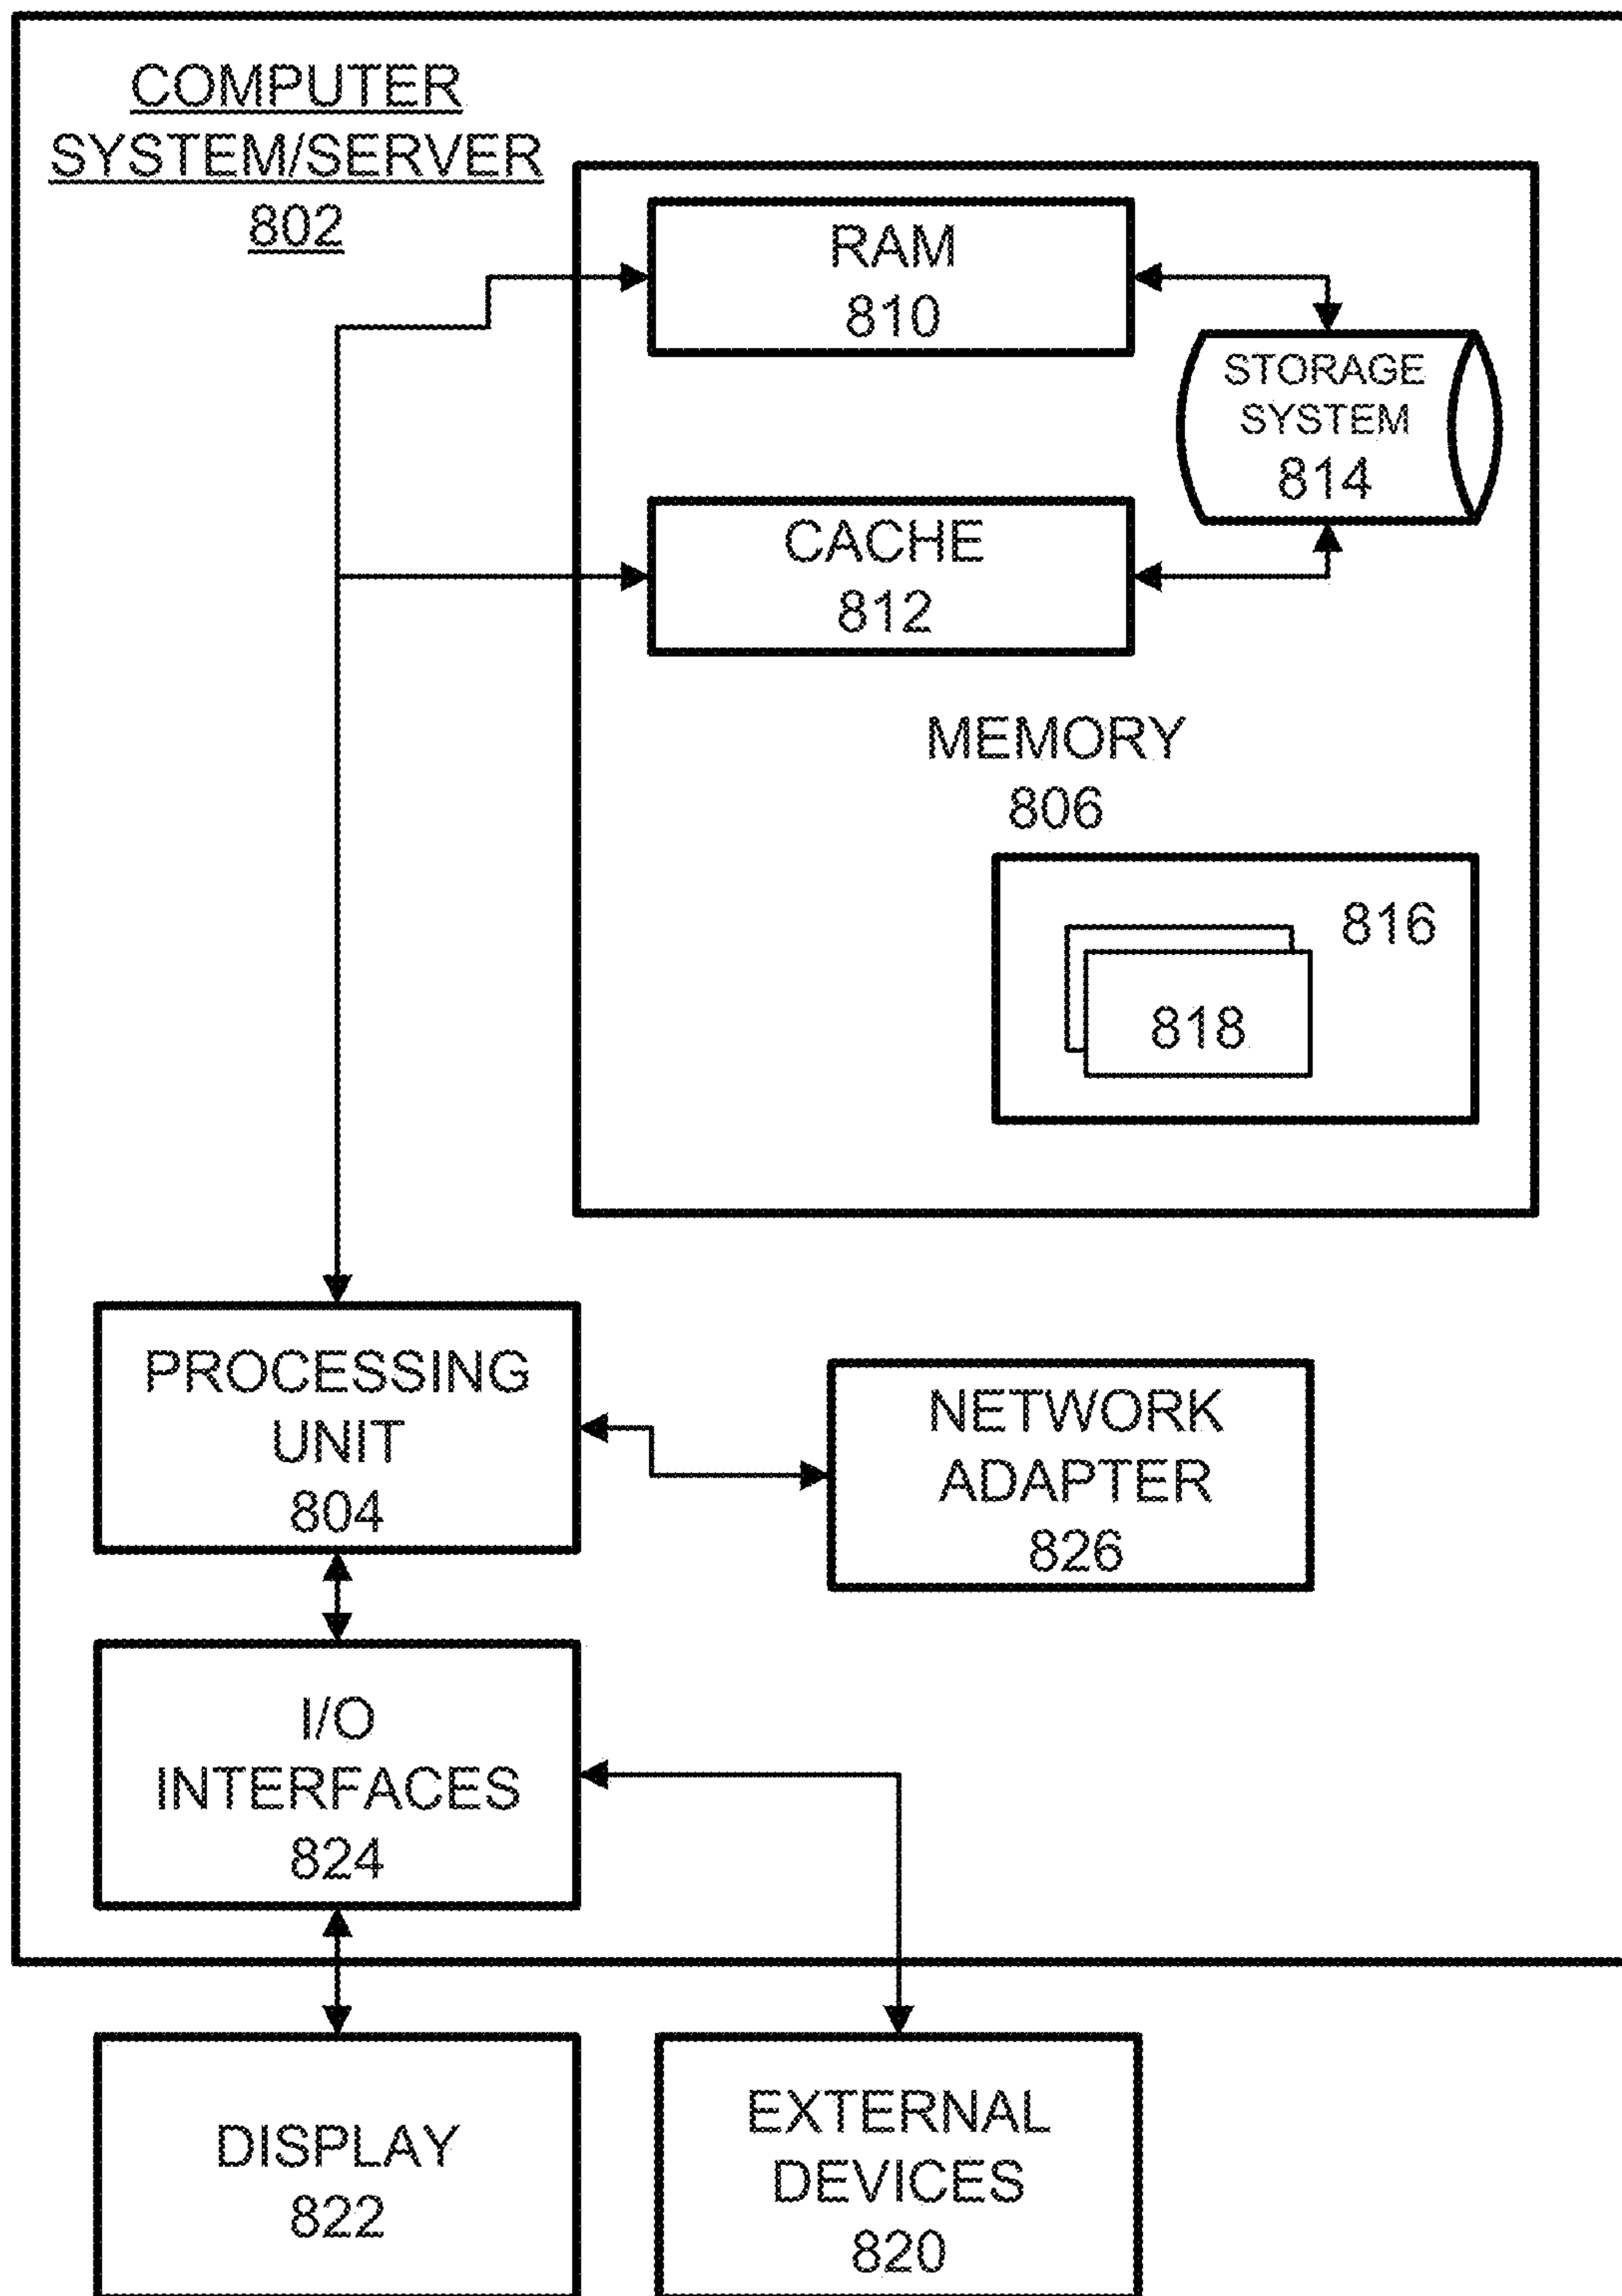 COMPUTER
SYSTEM/SERVER
802
RAM
810
STORAGE
SYSTEM
814
CACHE
812
MEMORY
806
816
818
PROCESSING
UNIT
804
NETWORK
ADAPTER
826
I/O
INTERFACES
824
DISPLAY
822
EXTERNAL
DEVICES
820